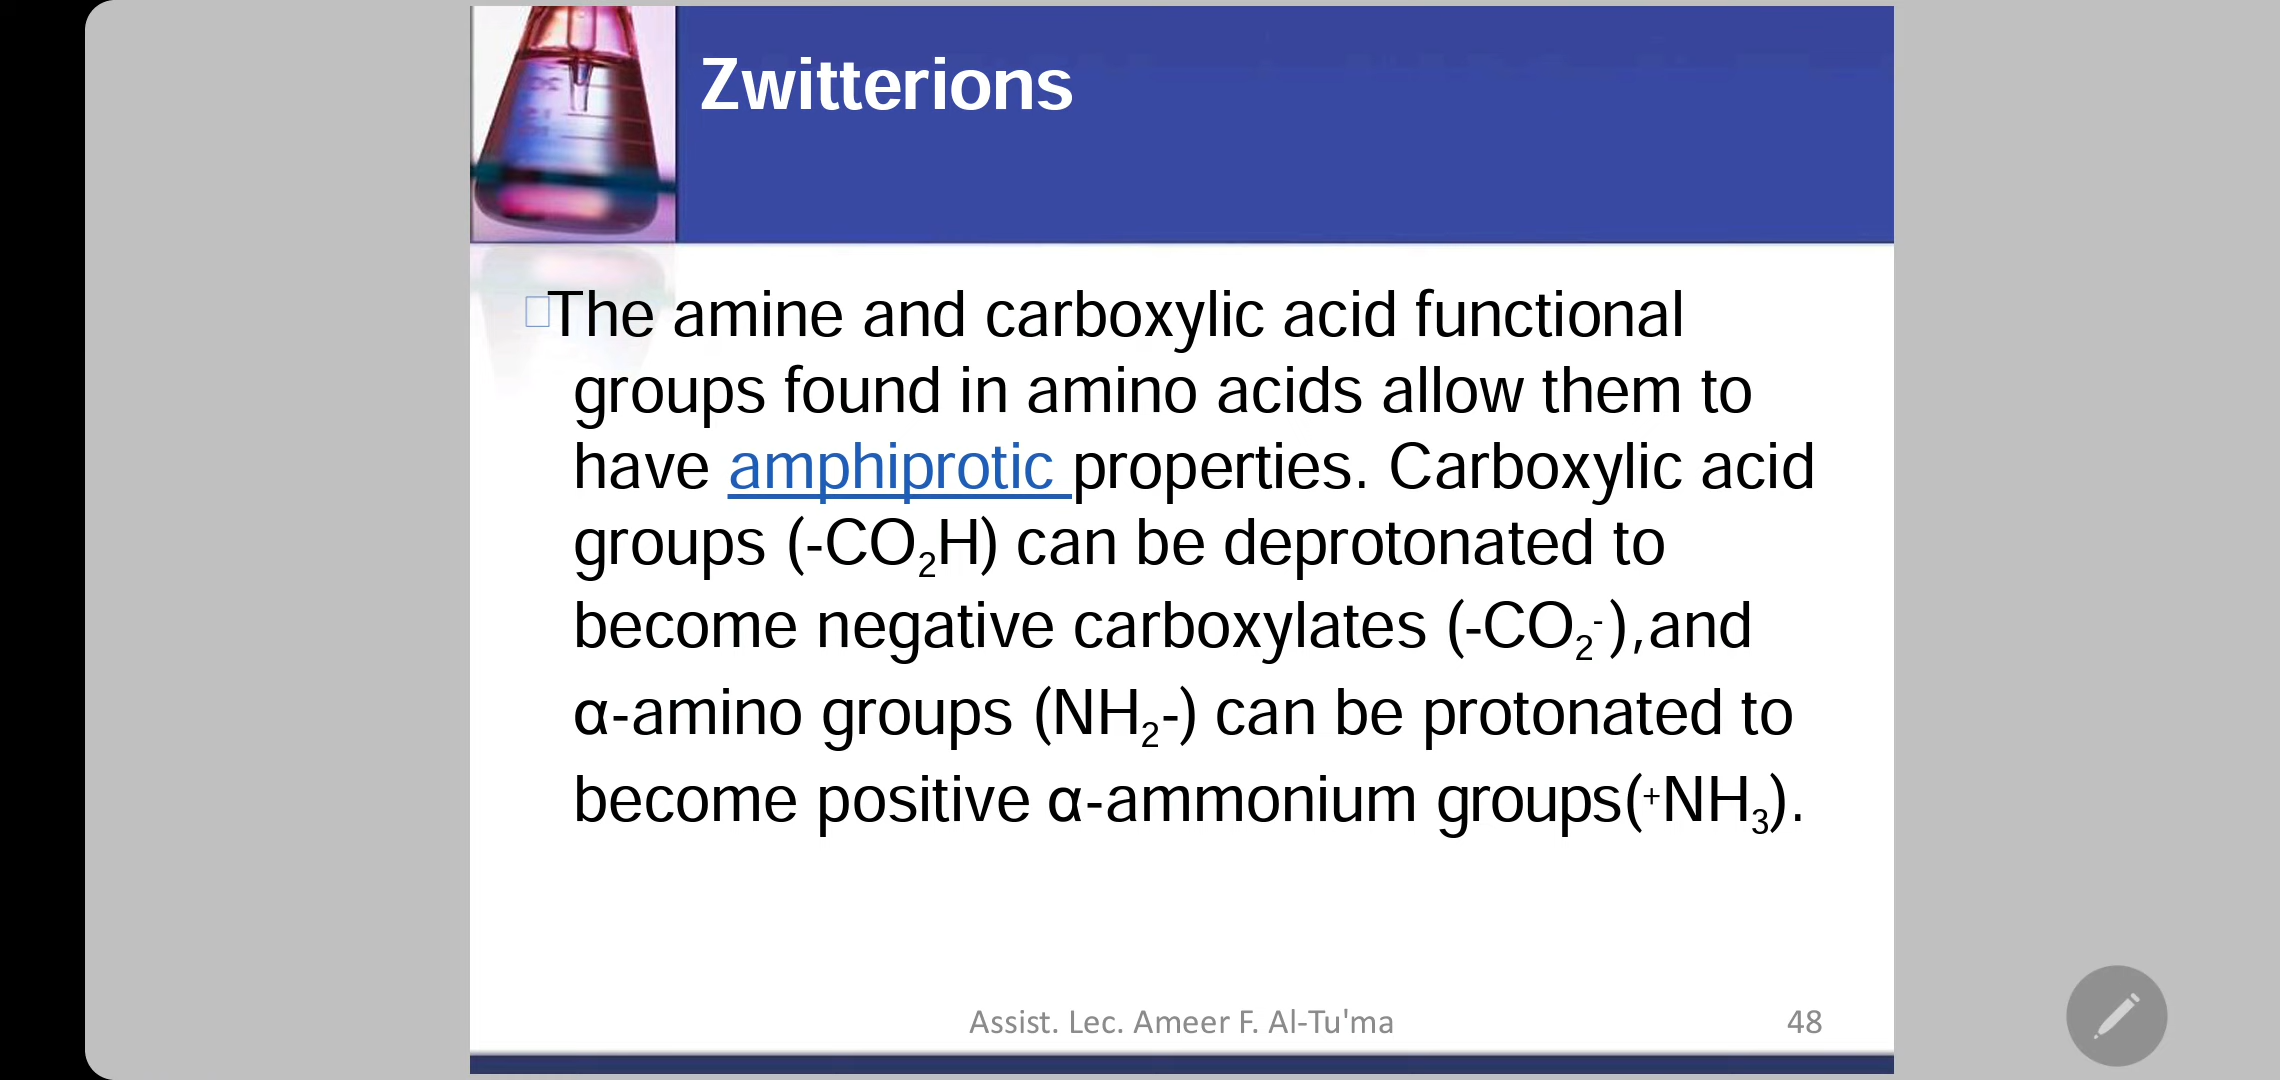 Zwitterions
The amine and carboxylic acid functional
groups found in amino acids allow them to
have amphiprotic properties. Carboxylic acid
groups (-CO₂H) can be deprotonated to
become negative carboxylates (-CO₂⁻),and
α-amino groups (NH₂-) can be protonated to
become positive α-ammonium groups(⁺NH₃).
Assist. Lec. Ameer F. Al-Tu'ma
48